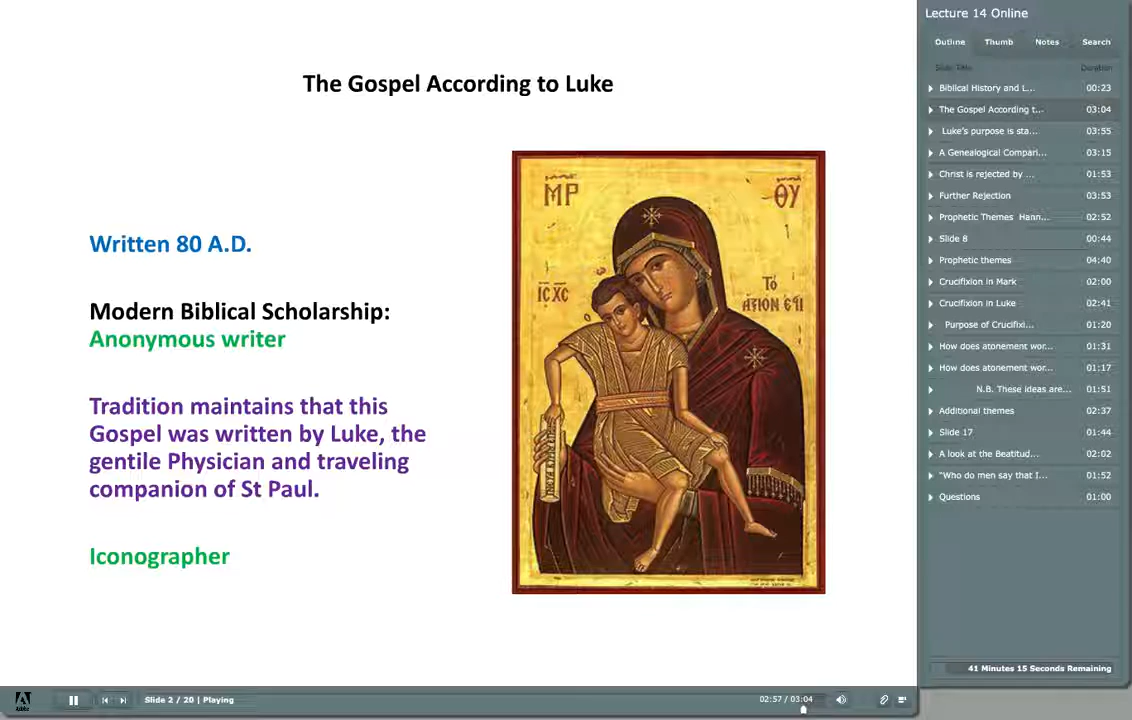 The Gospel According to Luke
Written 80 A.D.
Modern Biblical Scholarship:
Anonymous writer
Tradition maintains that this
Gospel was written by Luke, the
gentile Physician and traveling
companion of St Paul.
Iconographer
ΜΡ
ΘΥ
ΙϹ ΧϹ
Τό
ΑΞΙΟΝ ἘϚΙ
Lecture 14 Online
Outline Thumb Notes Search
Slide Title Duration
Biblical History and L... 00:23
The Gospel According t... 03:04
Luke's purpose is sta... 03:55
A Genealogical Compari... 03:15
Christ is rejected by ... 01:53
Further Rejection 03:53
Prophetic Themes Hann... 02:52
Slide 8 00:44
Prophetic themes 04:40
Crucifixion in Mark 02:00
Crucifixion in Luke 02:41
Purpose of Crucifixi... 01:20
How does atonement wor... 01:31
How does atonement wor... 01:17
N.B. These ideas are... 01:51
Additional themes 02:37
Slide 17 01:44
A look at the Beatitud... 02:02
"Who do men say that I... 01:52
Questions 01:00
41 Minutes 15 Seconds Remaining
Adobe
Slide 2 / 20 | Playing
02:57 / 03:04